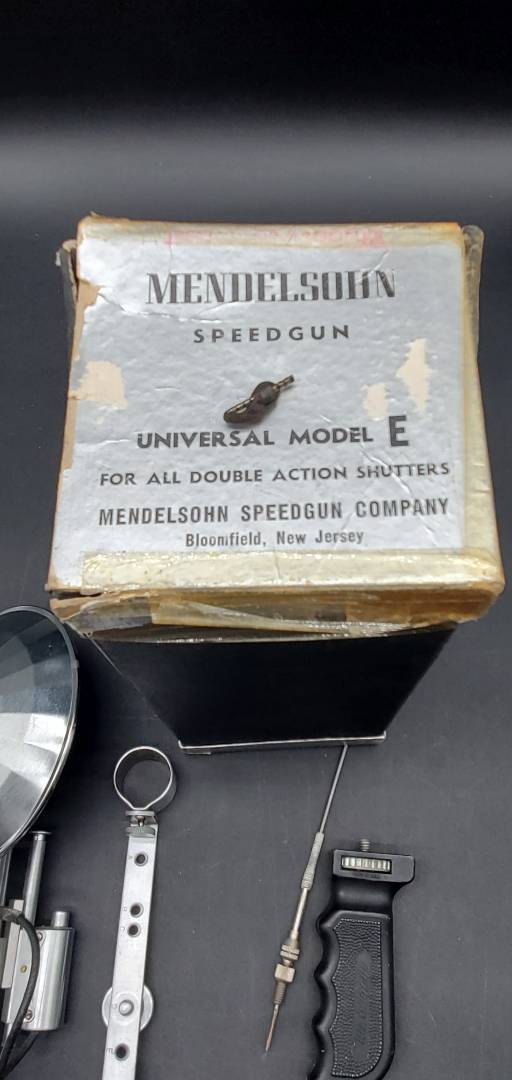 MENDELSOHN
SPEEDGUN
UNIVERSAL MODEL E
FOR ALL DOUBLE ACTION SHUTTERS
MENDELSOHN SPEEDGUN COMPANY
Bloomfield, New Jersey